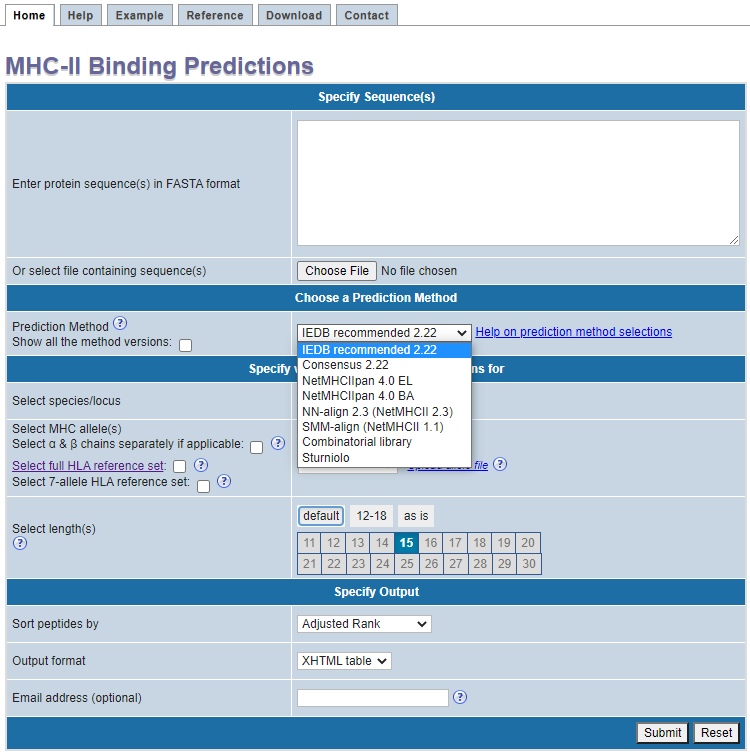 Home Help Example Reference Download Contact
MHC-II Binding Predictions
Specify Sequence(s)
Enter protein sequence(s) in FASTA format
Or select file containing sequence(s) Choose File No file chosen
Choose a Prediction Method
Prediction Method ?
Show all the method versions:
IEDB recommended 2.22 Help on prediction method selections
IEDB recommended 2.22
Consensus 2.22
NetMHCIIpan 4.0 EL
NetMHCIIpan 4.0 BA
NN-align 2.3 (NetMHCII 2.3)
SMM-align (NetMHCII 1.1)
Combinatorial library
Sturniolo
Specify for
Select species/locus
Select MHC allele(s)
Select α & β chains separately if applicable: ?
Select full HLA reference set: ? allele file ?
Select 7-allele HLA reference set: ?
Select length(s)
?
default 12-18 as is
11 12 13 14 15 16 17 18 19 20
21 22 23 24 25 26 27 28 29 30
Specify Output
Sort peptides by Adjusted Rank
Output format XHTML table
Email address (optional) ?
Submit Reset